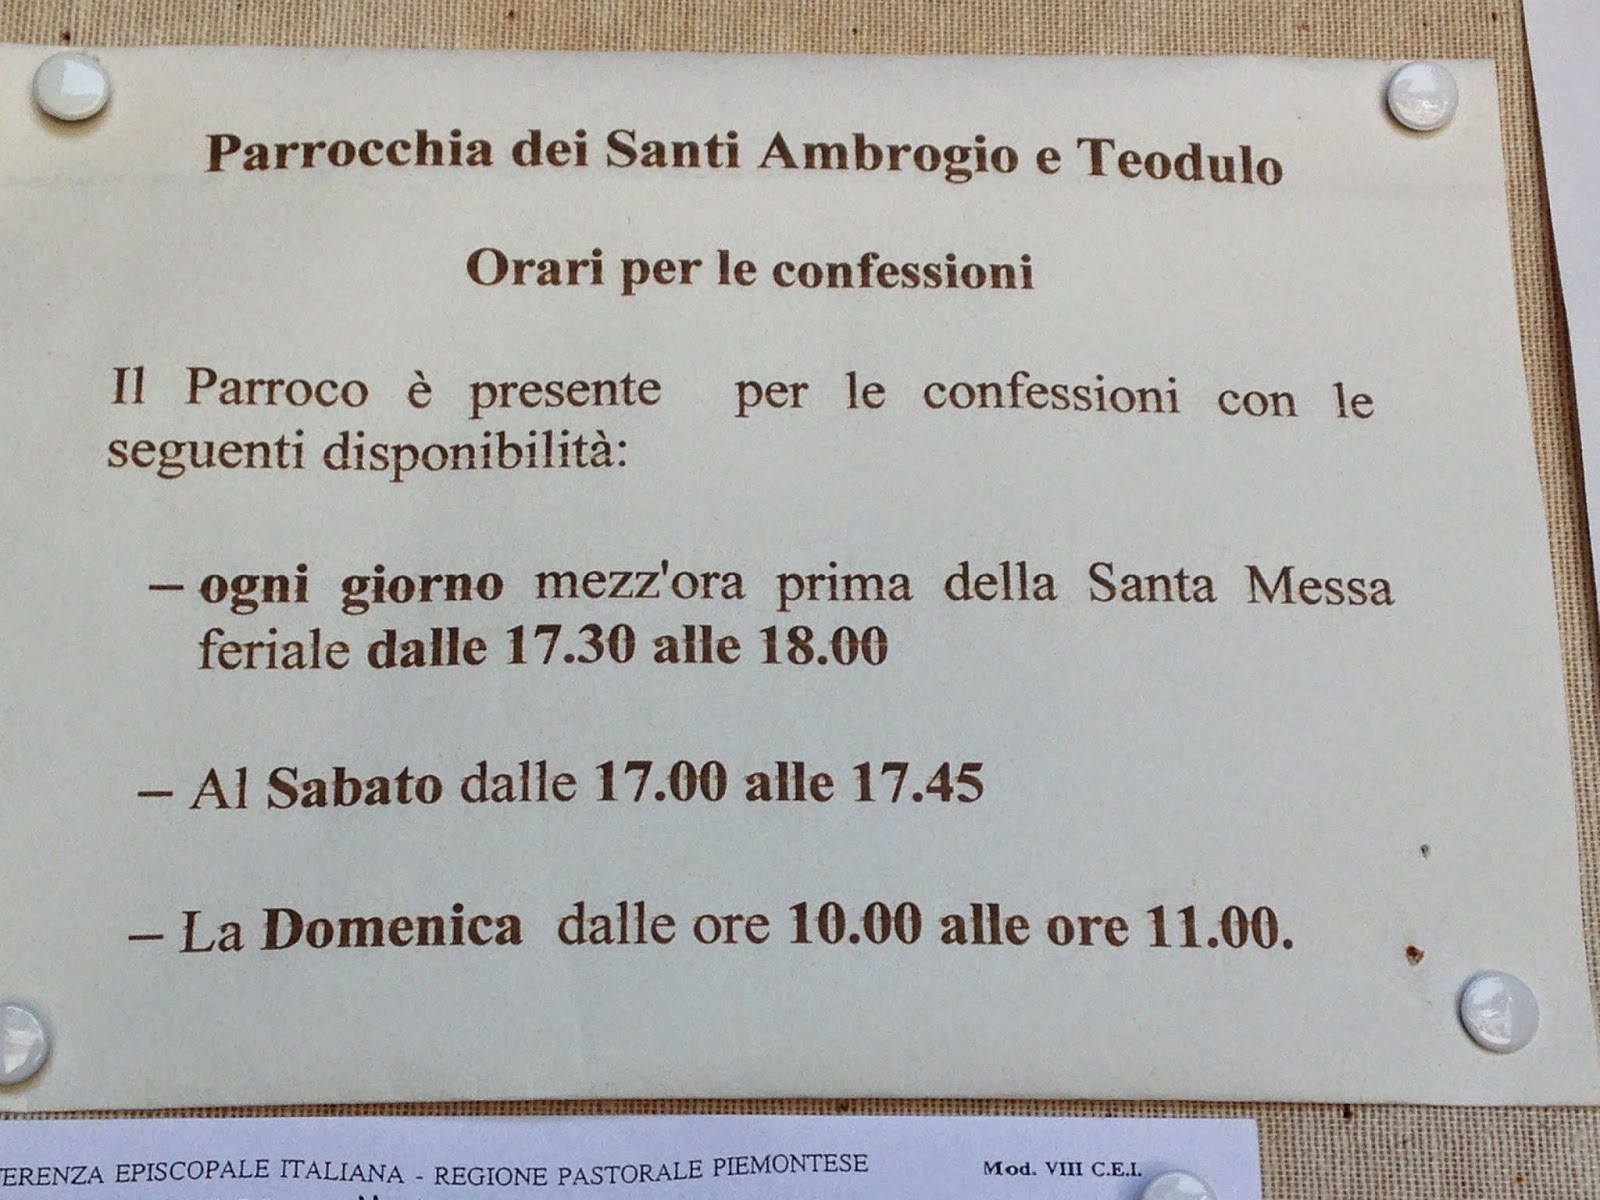 Parrocchia dei Santi Ambrogio e Teodulo
Orari per le confessioni
Il Parroco è presente per le confessioni con le
seguenti disponibilità:
– ogni giorno mezz'ora prima della Santa Messa
feriale dalle 17.30 alle 18.00
– Al Sabato dalle 17.00 alle 17.45
– La Domenica dalle ore 10.00 alle ore 11.00.
ERENZA EPISCOPALE ITALIANA - REGIONE PASTORALE PIEMONTESE Mod. VIII C.E.I.